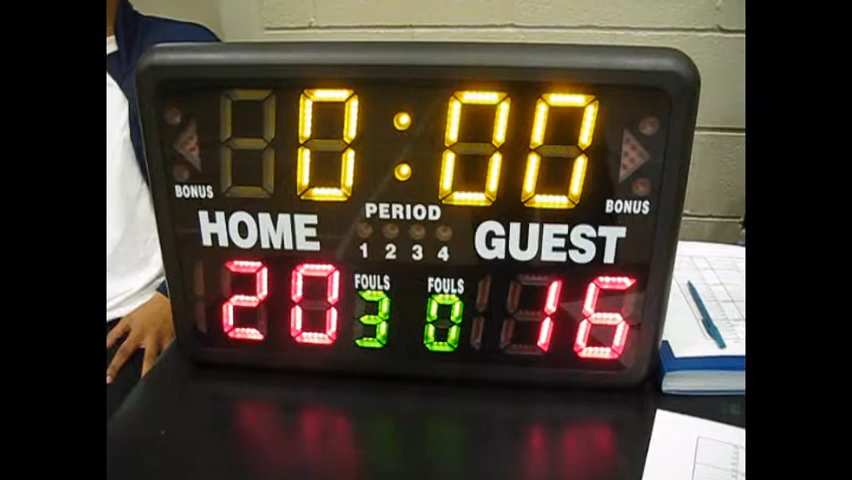 0:00
BONUS
BONUS
PERIOD
HOME
GUEST
1 2 3 4
FOULS
FOULS
20
3
0
16